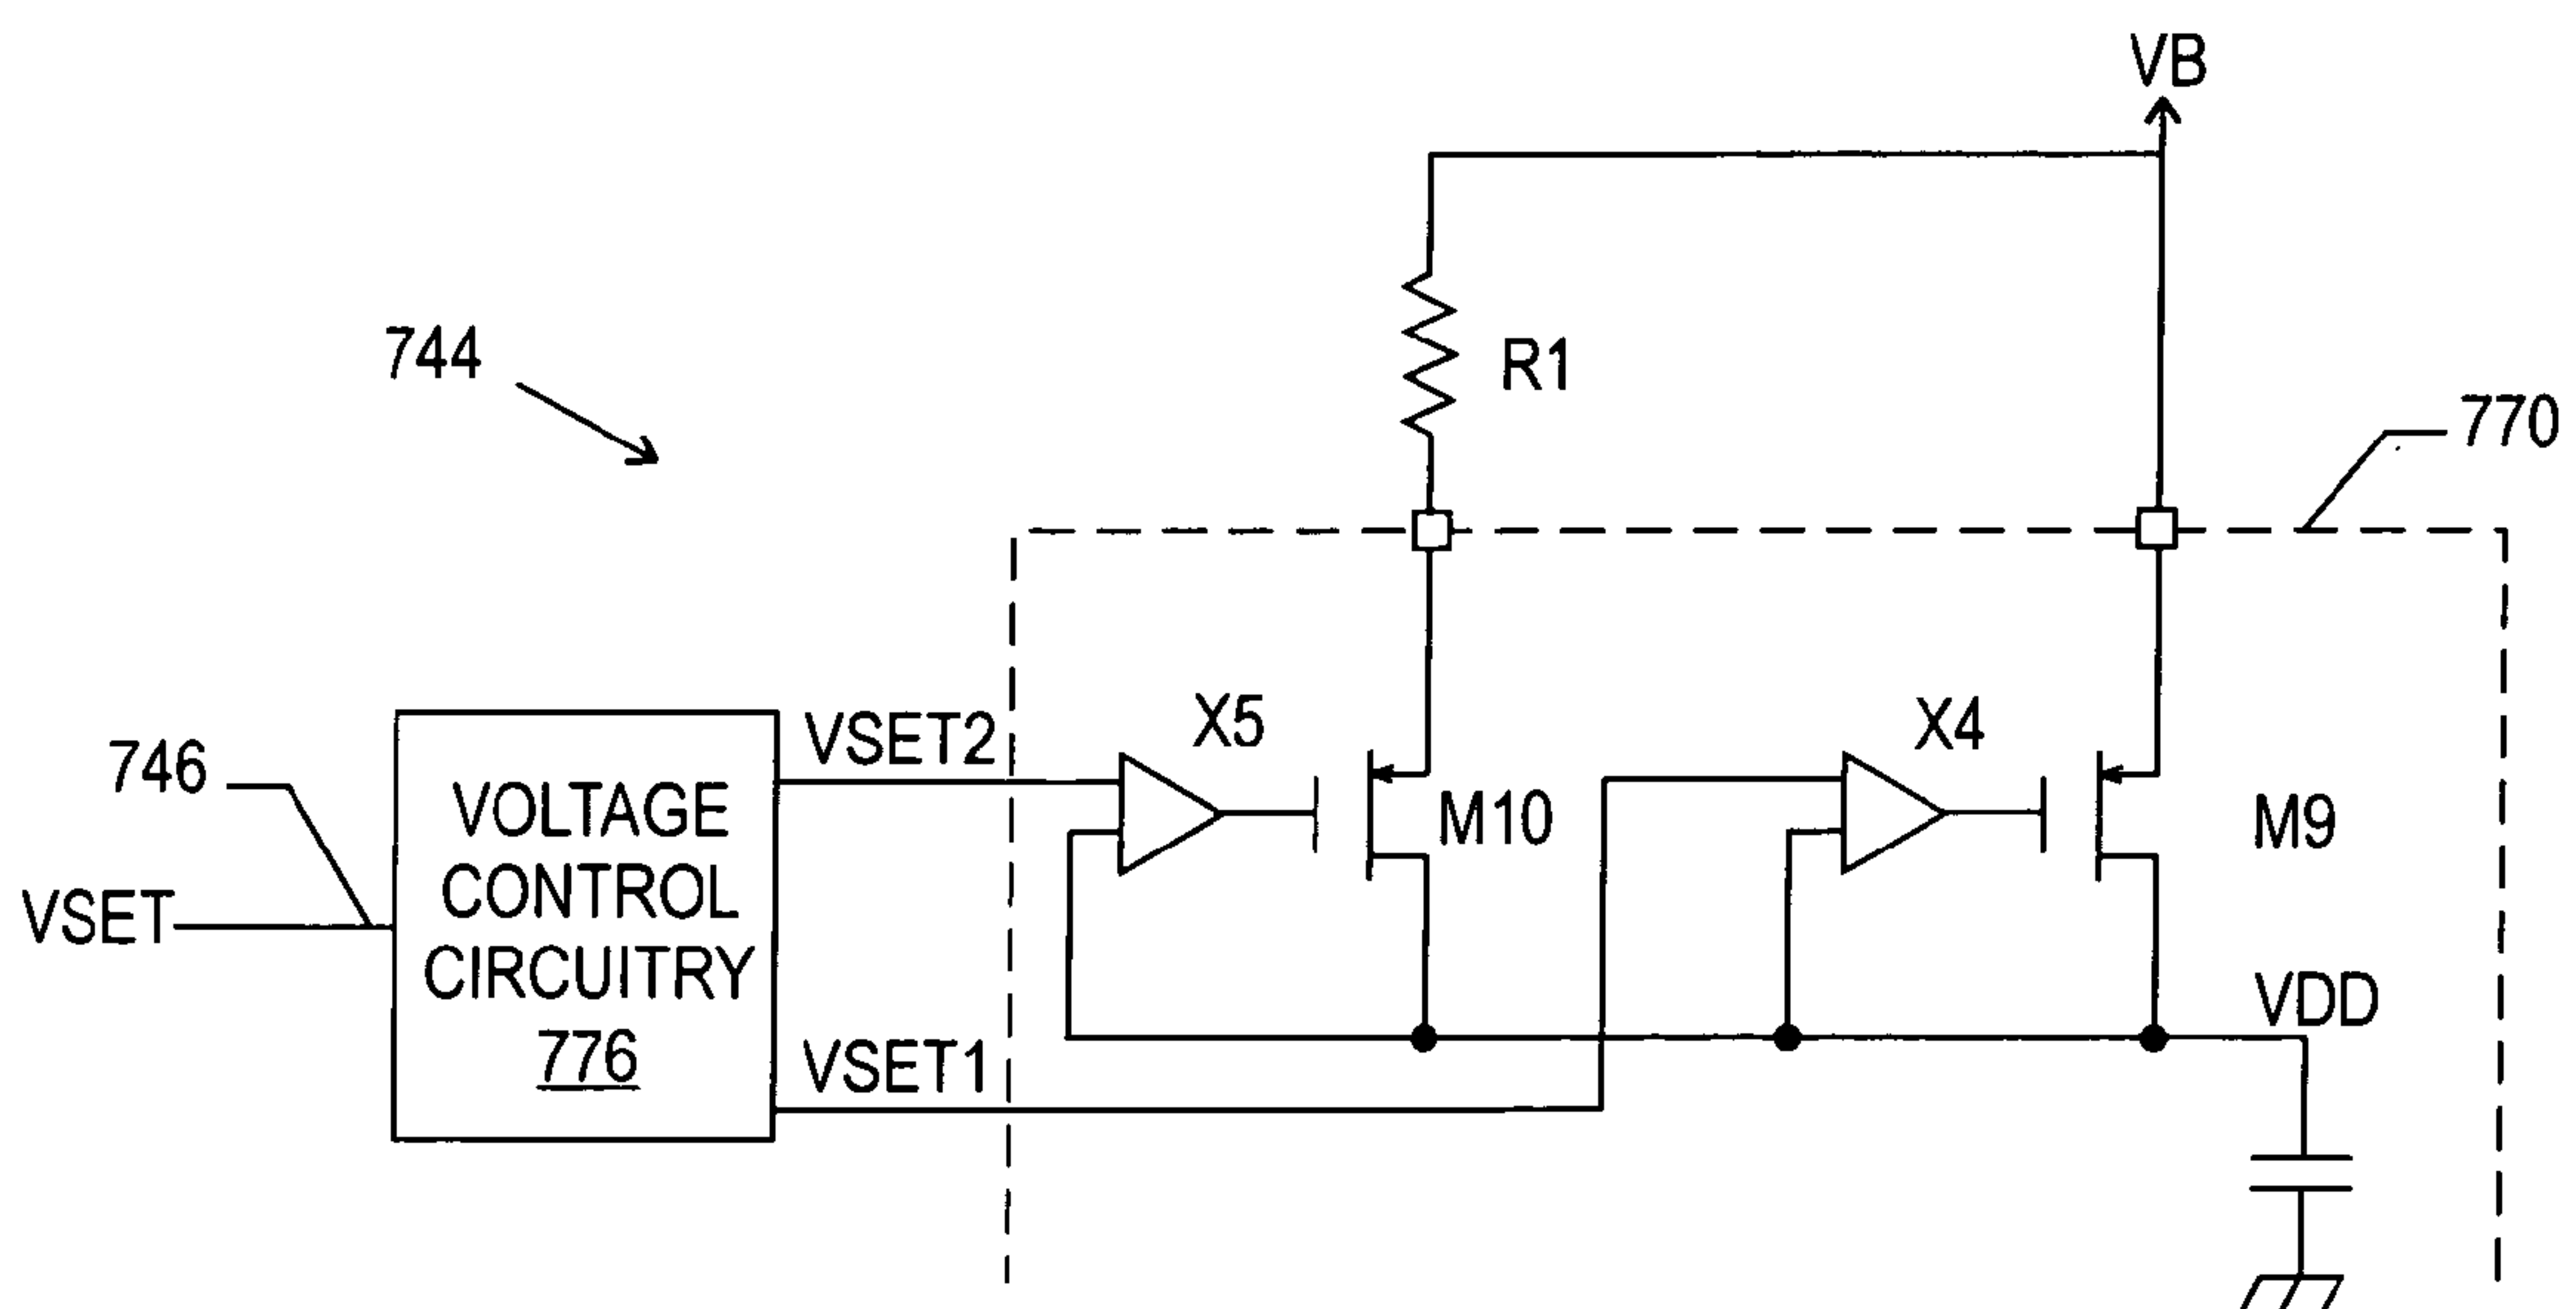 VB
744
R1
770
X5
X4
VSET2
746
M10
M9
VOLTAGE
CONTROL
CIRCUITRY
776
VSET
VDD
VSET1